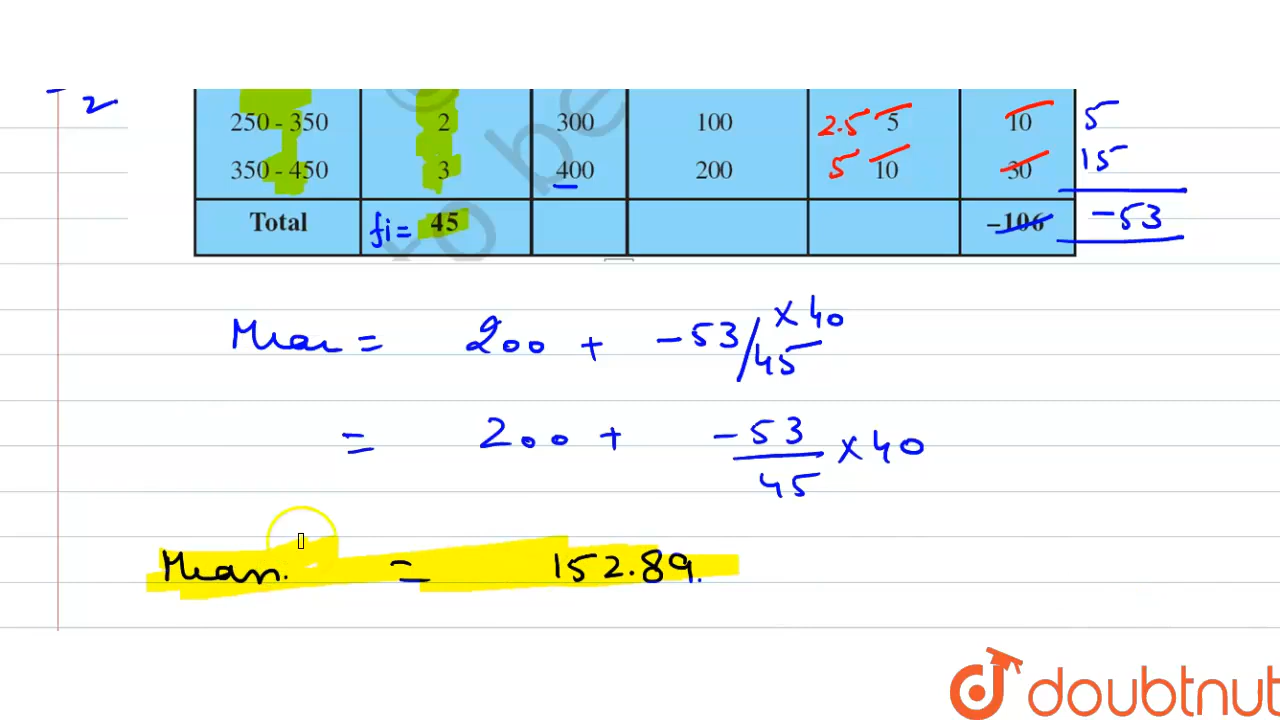 2
250 - 350 2 300 100 2.5 5 10 5
350 - 450 3 400 200 5 10 30 15
Total fi = 45 –106 -53
Mean = 200 + -53/45 × 40
= 200 + -53/45 × 40
Mean. = 152.89.
doubtnut